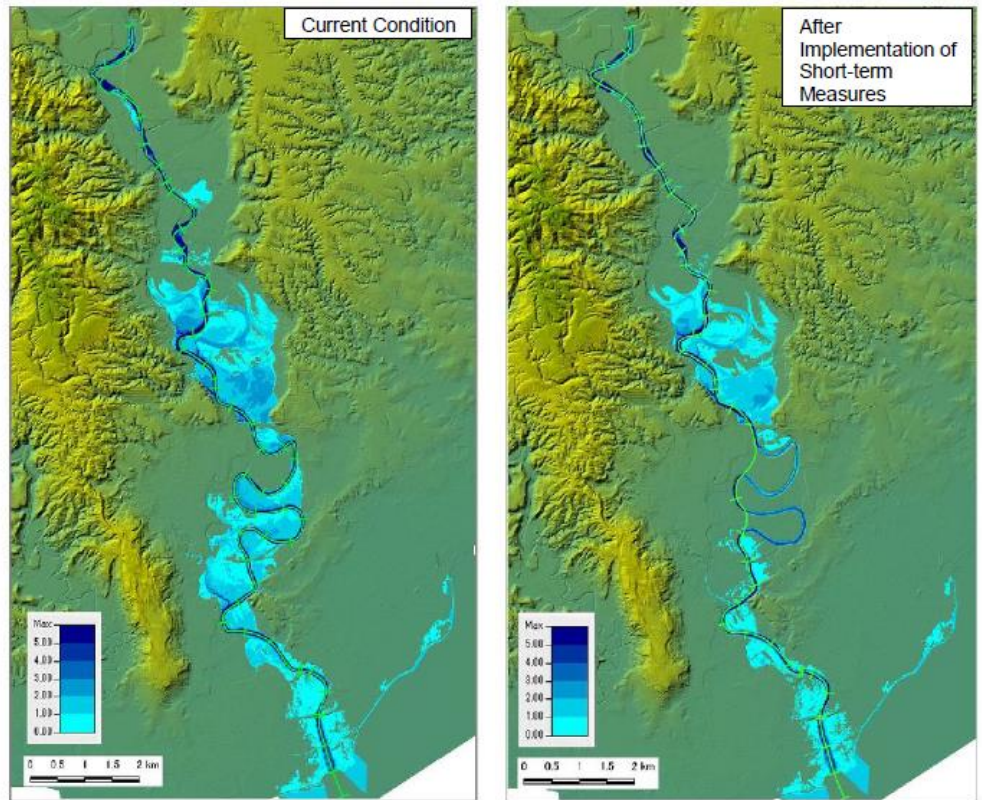 Current Condition
After
Implementation of
Short-term
Measures
Max
5.00
4.00
3.00
2.00
1.00
0.00
0 0.5 1 1.5 2 km
Max
5.00
4.00
3.00
2.00
1.00
0.00
0 0.5 1 1.5 2 km